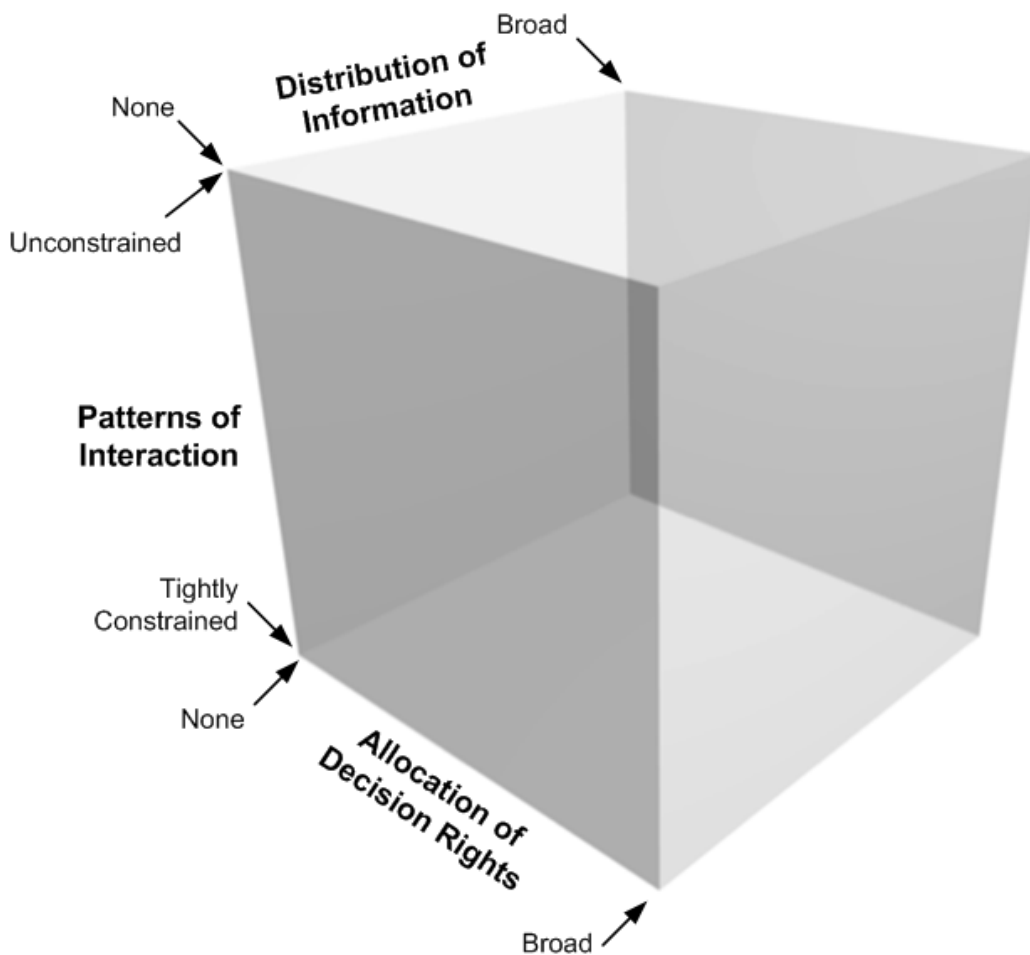 Broad
Distribution of
Information
None
Unconstrained
Patterns of
Interaction
Tightly
Constrained
None
Allocation of
Decision Rights
Broad